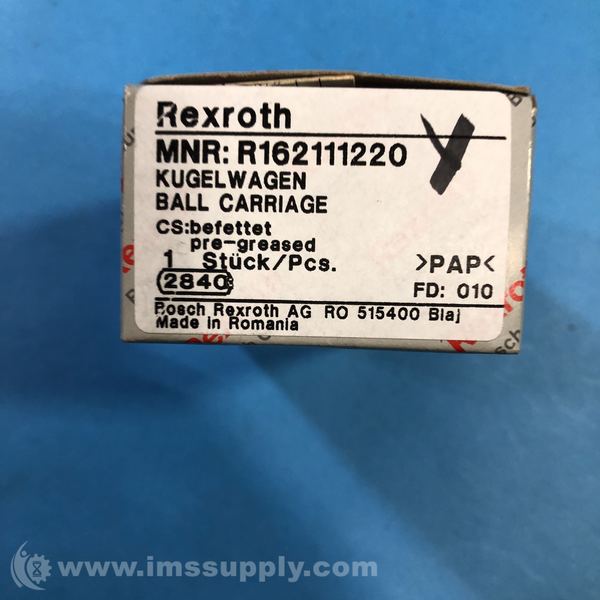 Rexroth
MNR: R162111220
KUGELWAGEN
BALL CARRIAGE
CS:befettet
pre-greased
1 Stück/Pcs. >PAP<
2840 FD: 010
Bosch Rexroth AG RO 515400 Blaj
Made in Romania
www.imssupply.com